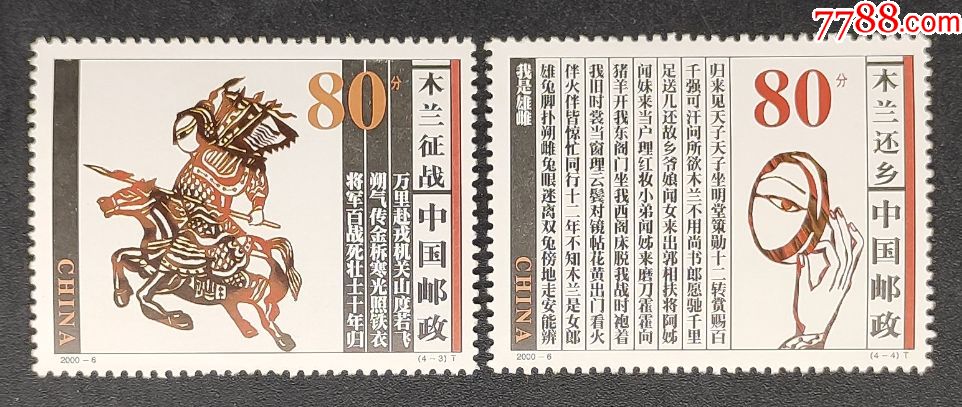 7788.com
木兰征战
中国邮政
80分
万里赴戎机关山度若飞
朔气传金柝寒光照铁衣
将军百战死壮士十年归
CHINA
2000-6
(4-3)T
木兰还乡
中国邮政
80分
归来见天子天子坐明堂策勋十二转赏赐百
千强可汗问所欲木兰不用尚书郎愿驰千里
足送儿还故乡爷娘闻女来出郭相扶将阿姊
闻妹来当户理红妆小弟闻姊来磨刀霍霍向
猪羊开我东阁门坐我西阁床脱我战时袍着
我旧时裳当窗理云鬓对镜帖花黄出门看火
伴火伴皆惊忙同行十二年不知木兰是女郎
雄兔脚扑朔雌兔眼迷离双兔傍地走安能辨
我是雄雌
CHINA
2000-6
(4-4)T